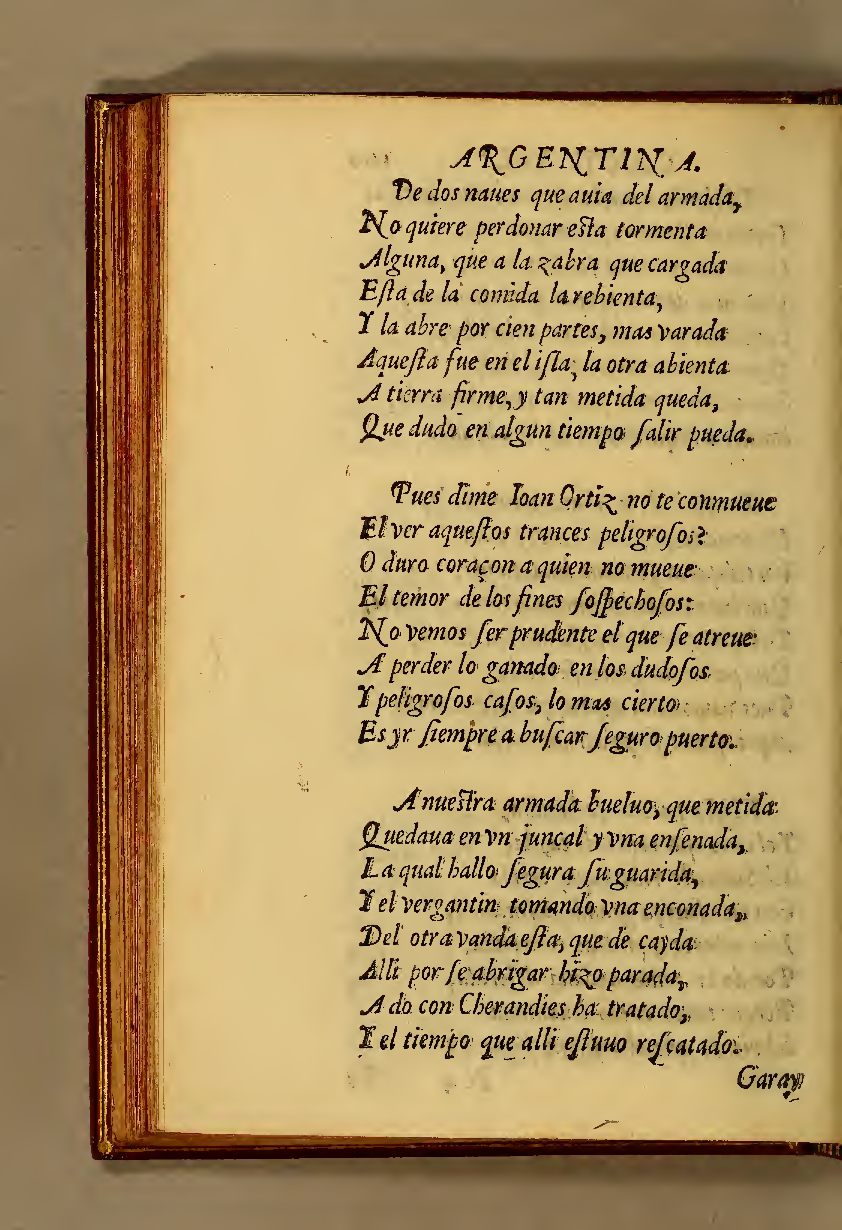 ARGENTINA.
De dos naues que auia del armada,
No quiere perdonar eſta tormenta
Alguna, que a la zabra que cargada
Eſta de la comida la rebienta,
Y la abre por cien partes, mas varada
Aqueſta fue en el iſla, la otra abienta
A tierra firme, y tan metida queda,
Que dudo en algun tiempo ſalir pueda.
Pues dime Ioan Ortiz no te conmueue
El ver aqueſtos trances peligroſos?
O duro coraçon a quien no mueue
El temor de los fines ſoſpechoſos:
No vemos ſer prudente el que ſe atreue
A perder lo ganado en los dudoſos
Y peligroſos caſos, lo mas cierto
Es yr ſiempre a buſcar ſeguro puerto.
A nueſtra armada bueluo, que metida
Quedaua en vn juncal y vna enſenada,
La qual hallo ſegura ſu guarida,
Y el vergantin tomando vna enconada,
Del otra vanda eſta, que de cayda
Alli por ſe abrigar hizo parada,
A do con Cherandies ha tratado,
Y el tiempo que alli eſtuuo reſcatado.
Garay